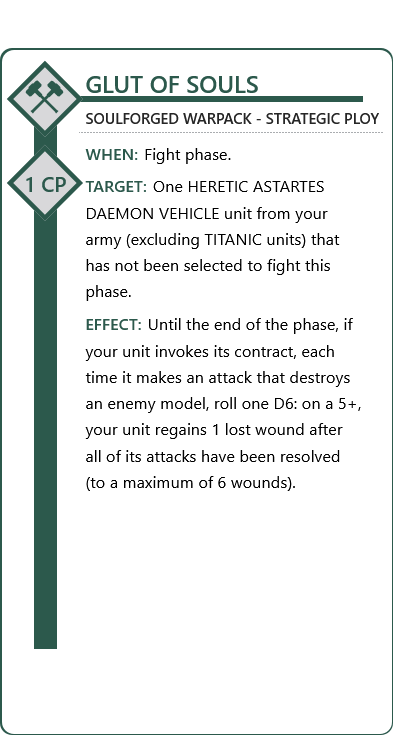 GLUT OF SOULS
SOULFORGED WARPACK - STRATEGIC PLOY
WHEN: Fight phase.
1 CP
TARGET: One HERETIC ASTARTES
DAEMON VEHICLE unit from your
army (excluding TITANIC units) that
has not been selected to fight this
phase.
EFFECT: Until the end of the phase, if
your unit invokes its contract, each
time it makes an attack that destroys
an enemy model, roll one D6: on a 5+,
your unit regains 1 lost wound after
all of its attacks have been resolved
(to a maximum of 6 wounds).